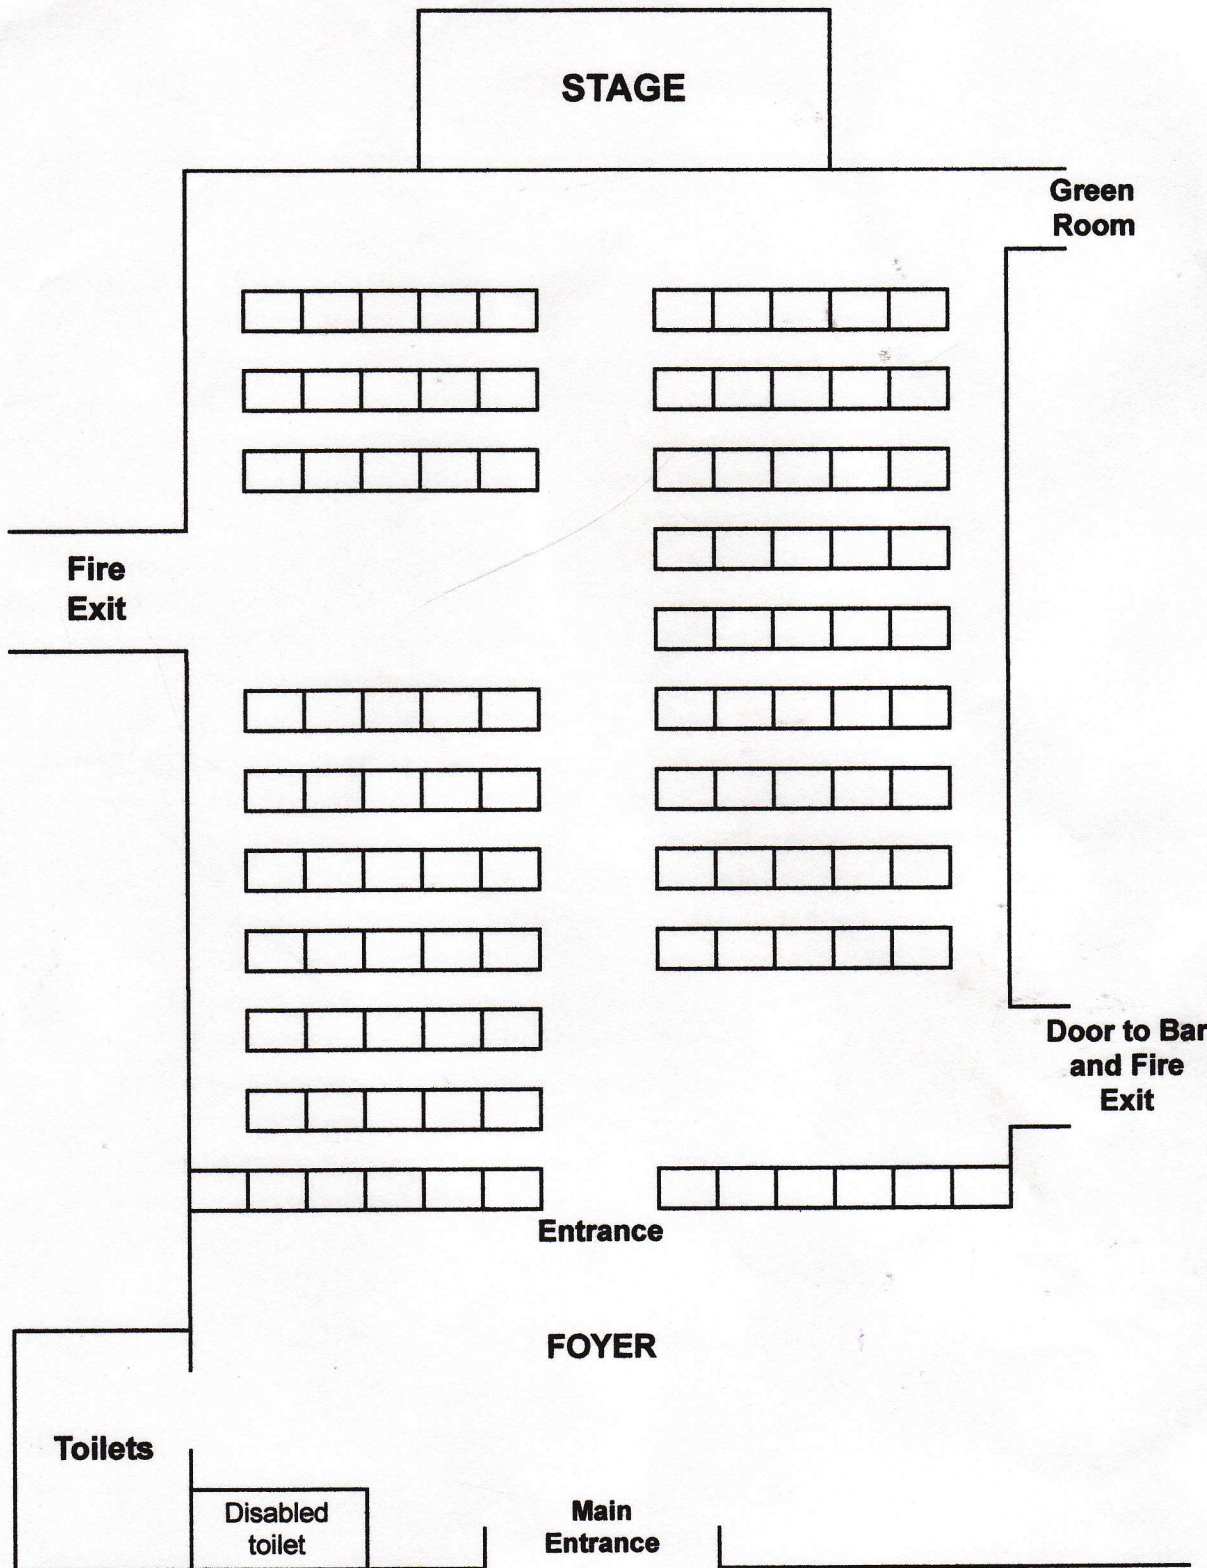 STAGE
Green
Room
Fire
Exit
Door to Bar
and Fire
Exit
Entrance
FOYER
Toilets
Disabled
toilet
Main
Entrance